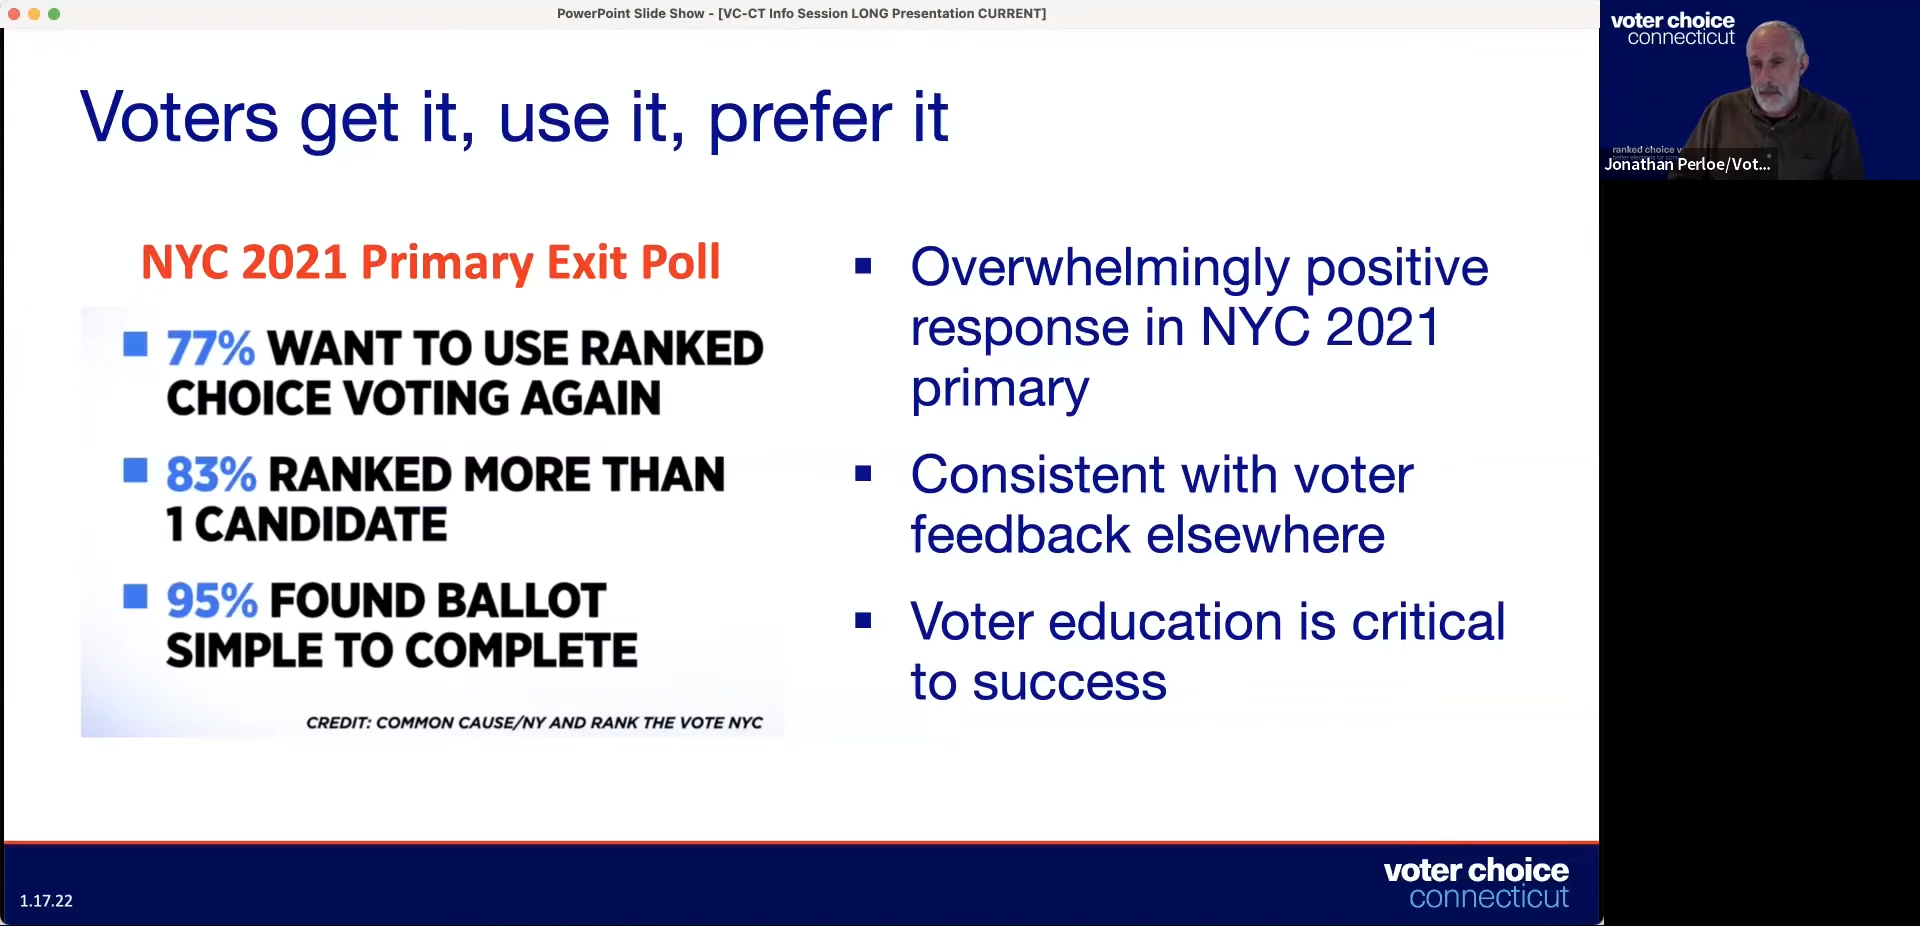 PowerPoint Slide Show - [VC-CT Info Session LONG Presentation CURRENT]
Voters get it, use it, prefer it
NYC 2021 Primary Exit Poll
77% WANT TO USE RANKED
CHOICE VOTING AGAIN
83% RANKED MORE THAN
1 CANDIDATE
95% FOUND BALLOT
SIMPLE TO COMPLETE
CREDIT: COMMON CAUSE/NY AND RANK THE VOTE NYC
Overwhelmingly positive
response in NYC 2021
primary
Consistent with voter
feedback elsewhere
Voter education is critical
to success
1.17.22
voter choice
connecticut
voter choice
connecticut
ranked choice v
Jonathan Perloe/Vot...